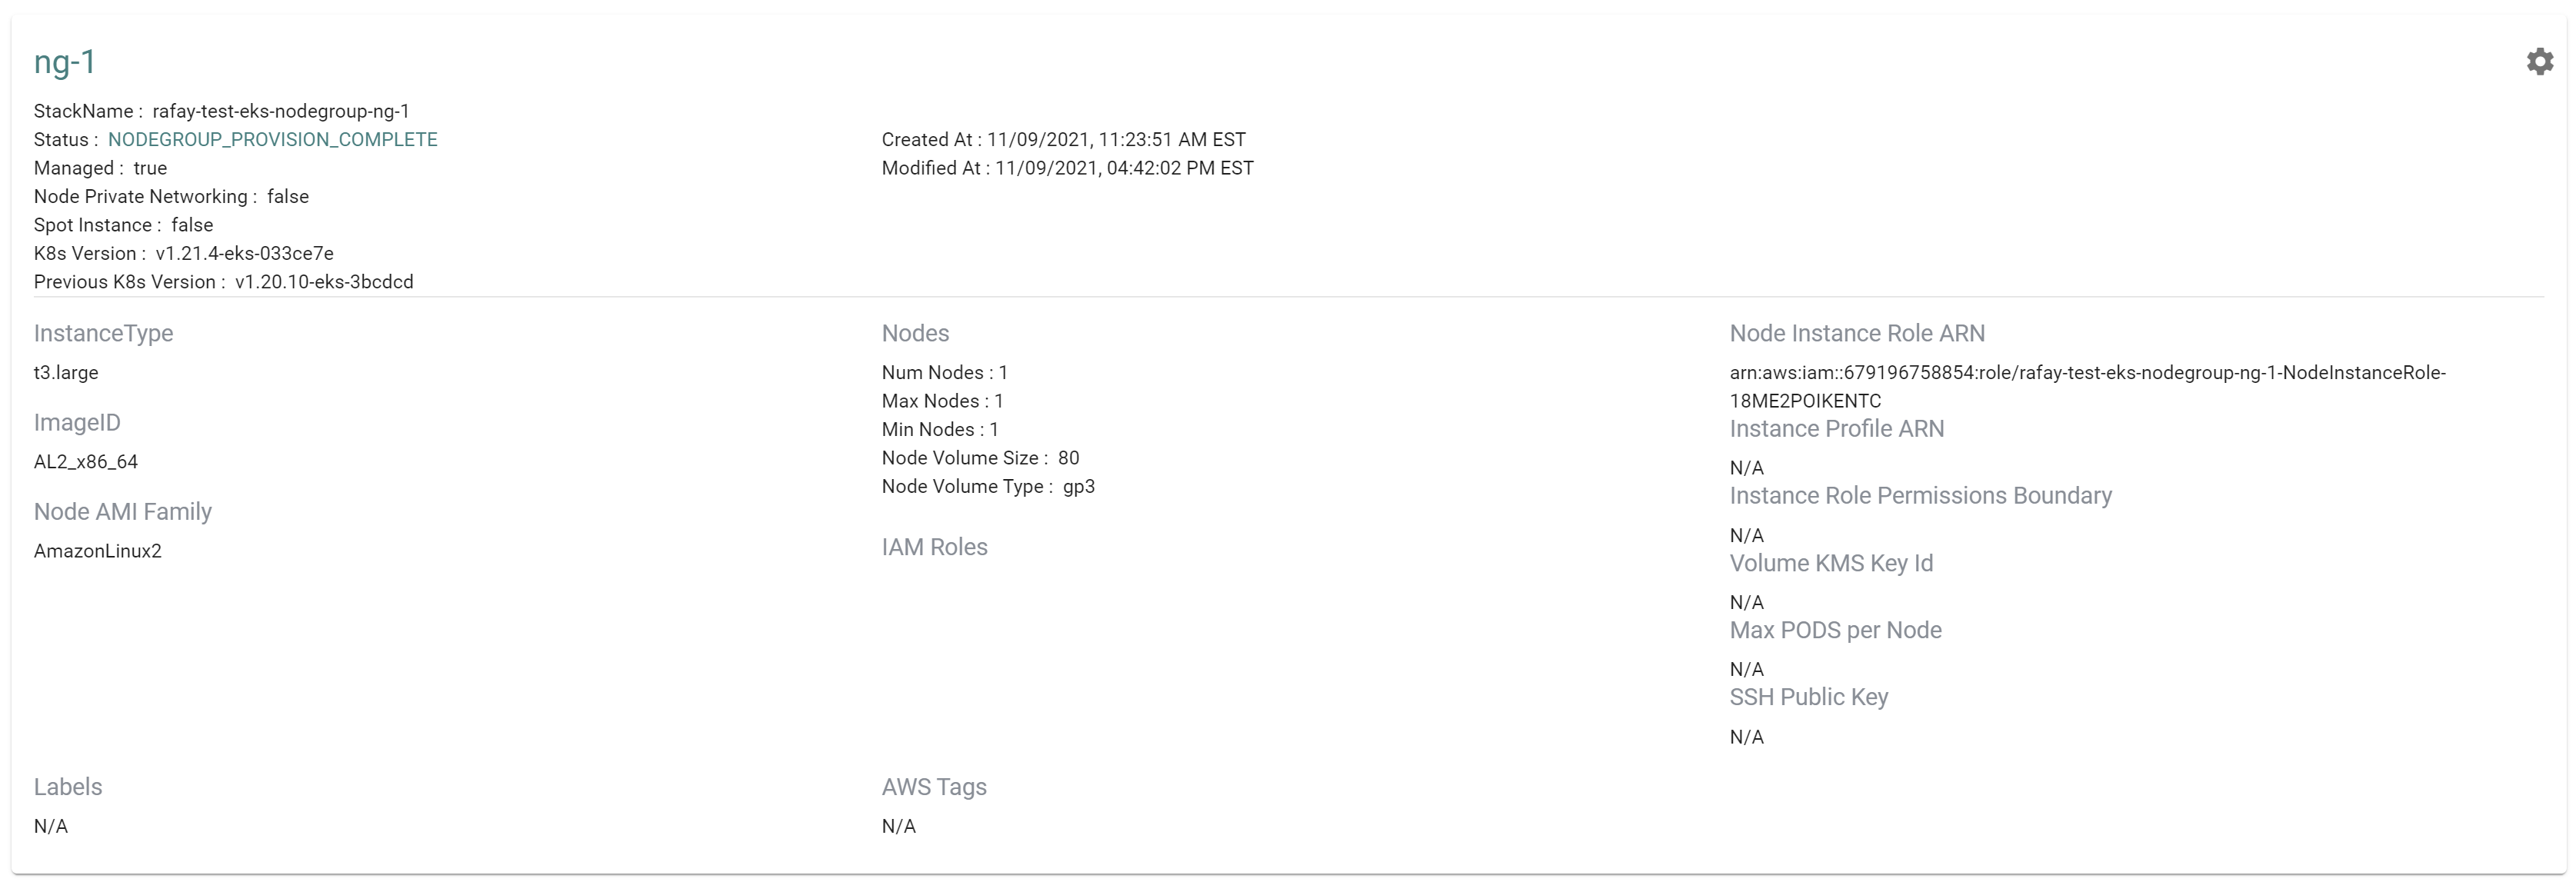 ng-1
StackName : rafay-test-eks-nodegroup-ng-1
Status : NODEGROUP_PROVISION_COMPLETE
Managed : true
Node Private Networking : false
Spot Instance : false
K8s Version : v1.21.4-eks-033ce7e
Previous K8s Version : v1.20.10-eks-3bcdcd
Created At : 11/09/2021, 11:23:51 AM EST
Modified At : 11/09/2021, 04:42:02 PM EST
InstanceType
t3.large
ImageID
AL2_x86_64
Node AMI Family
AmazonLinux2
Nodes
Num Nodes : 1
Max Nodes : 1
Min Nodes : 1
Node Volume Size : 80
Node Volume Type : gp3
IAM Roles
Node Instance Role ARN
arn:aws:iam::679196758854:role/rafay-test-eks-nodegroup-ng-1-NodeInstanceRole-
18ME2POIKENTC
Instance Profile ARN
N/A
Instance Role Permissions Boundary
N/A
Volume KMS Key Id
N/A
Max PODS per Node
N/A
SSH Public Key
N/A
Labels
N/A
AWS Tags
N/A